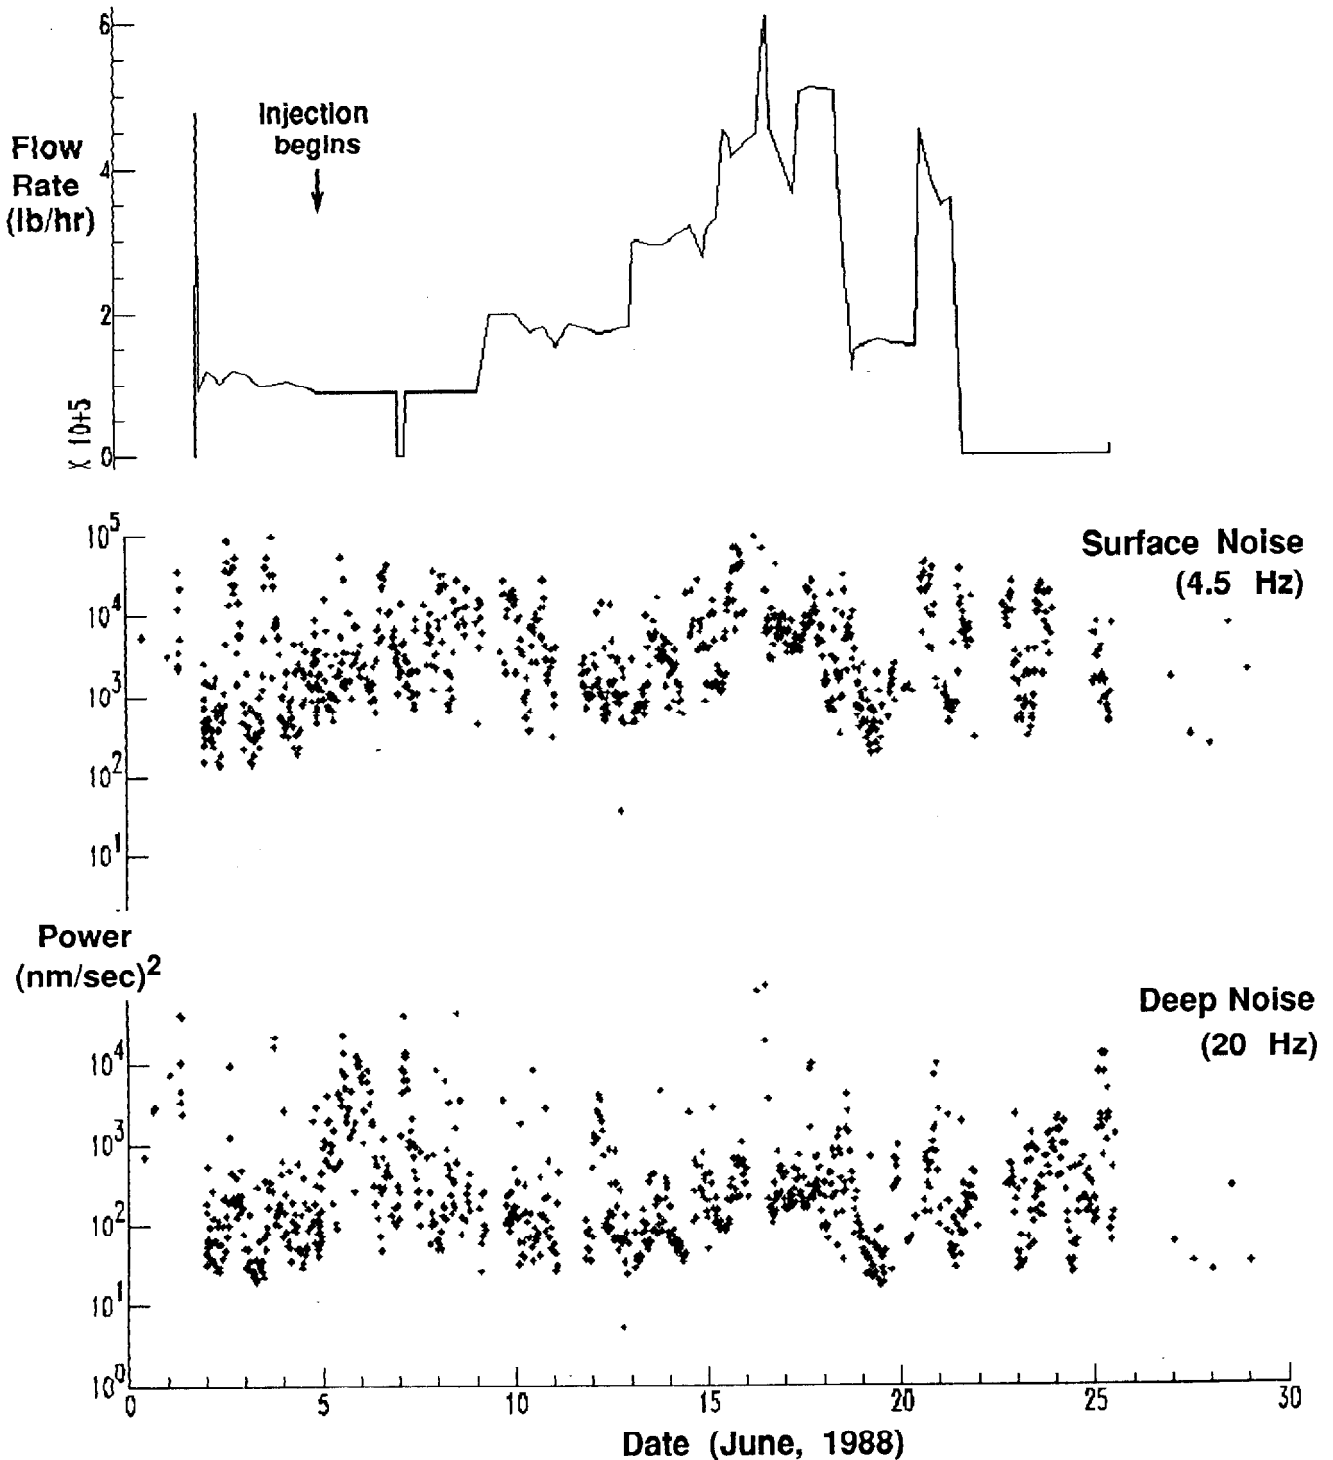 6
4
2
0
X 10+5
Flow
Rate
(lb/hr)
Injection
begins
10^5
10^4
10^3
10^2
10^1
Surface Noise
(4.5 Hz)
Power
(nm/sec)^2
Deep Noise
(20 Hz)
10^4
10^3
10^2
10^1
10^0
0 5 10 15 20 25 30
Date (June, 1988)